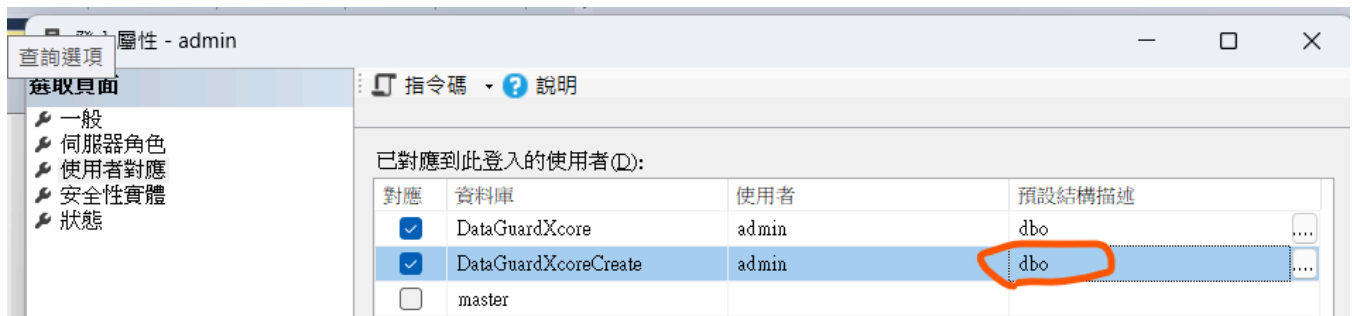 屬性 - admin
查詢選項
選取頁面
指令碼
說明
一般
伺服器角色
使用者對應
安全性實體
狀態
已對應到此登入的使用者(D):
對應 資料庫 使用者 預設結構描述
DataGuardXcore admin dbo ...
DataGuardXcoreCreate admin dbo ...
master